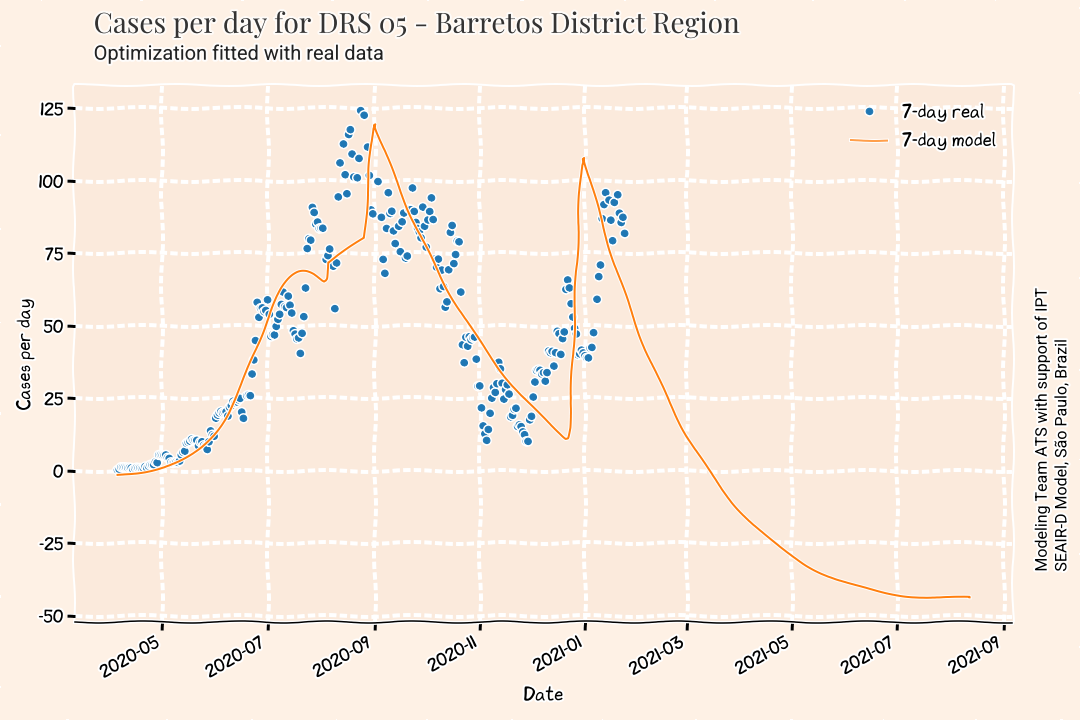 Cases per day for DRS 05 - Barretos District Region
Optimization fitted with real data
7-day real
7-day model
Cases per day
125
100
75
50
25
0
-25
-50
2020-05
2020-07
2020-09
2020-11
2021-01
2021-03
2021-05
2021-07
2021-09
Date
Modeling Team ATS with support of IPT
SEAIR-D Model, São Paulo, Brazil